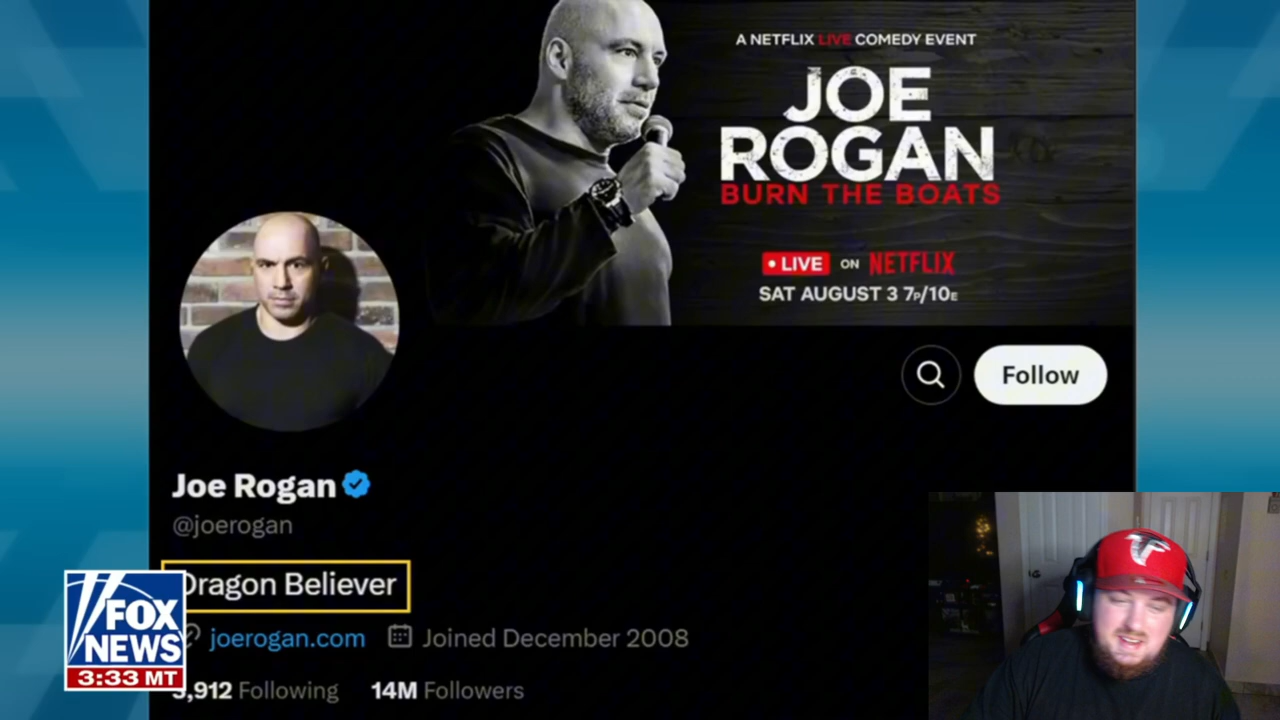 A NETFLIX LIVE COMEDY EVENT
JOE
ROGAN
BURN THE BOATS
• LIVE ON NETFLIX
SAT AUGUST 3 7P/10E
Follow
Joe Rogan
@joerogan
Dragon Believer
joerogan.com Joined December 2008
,912 Following 14M Followers
FOX
NEWS
3:33 MT